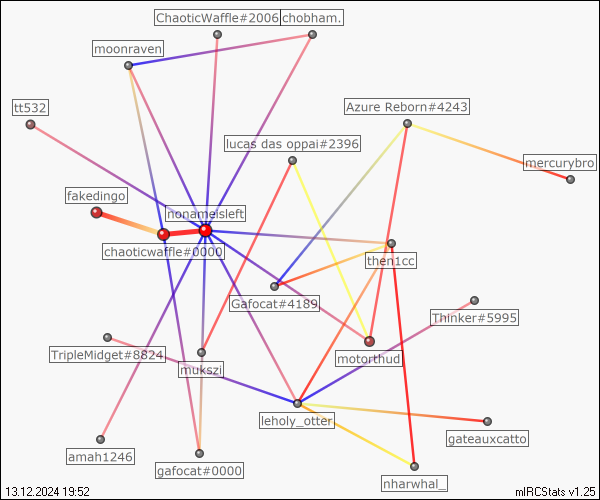 ChaoticWaffle#2006
chobham.
moonraven
tt532
Azure Reborn#4243
lucas das oppai#2396
mercurybro
fakedingo
nonameisleft
chaoticwaffle#0000
then1cc
Gafocat#4189
Thinker#5995
TripleMidget#8824
mukszi
motorthud
leholy_otter
gateauxcatto
amah1246
gafocat#0000
nharwhal_
13.12.2024 19:52
mIRCStats v1.25